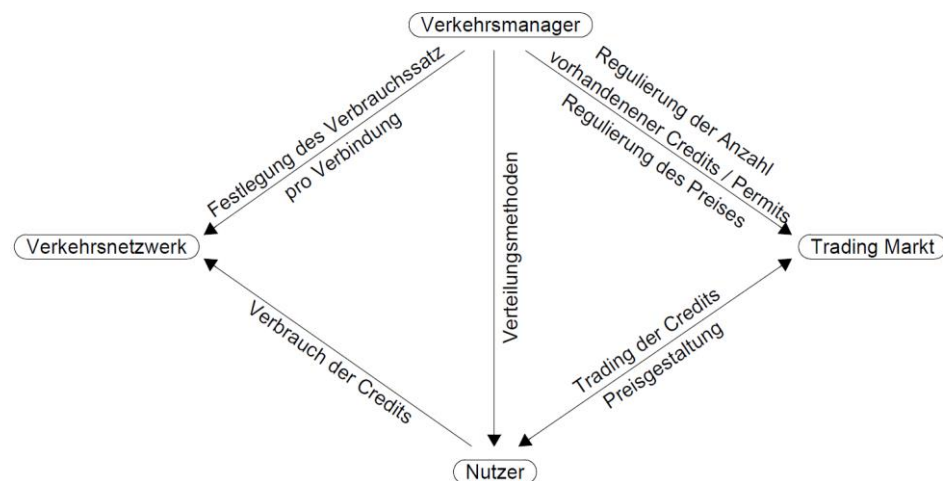 Verkehrsmanager
Festlegung des Verbrauchssatz
pro Verbindung
Verteilungsmethoden
Regulierung der Anzahl
vorhandenener Credits / Permits
Regulierung des Preises
Verkehrsnetzwerk
Trading Markt
Verbrauch der Credits
Trading der Credits
Preisgestaltung
Nutzer